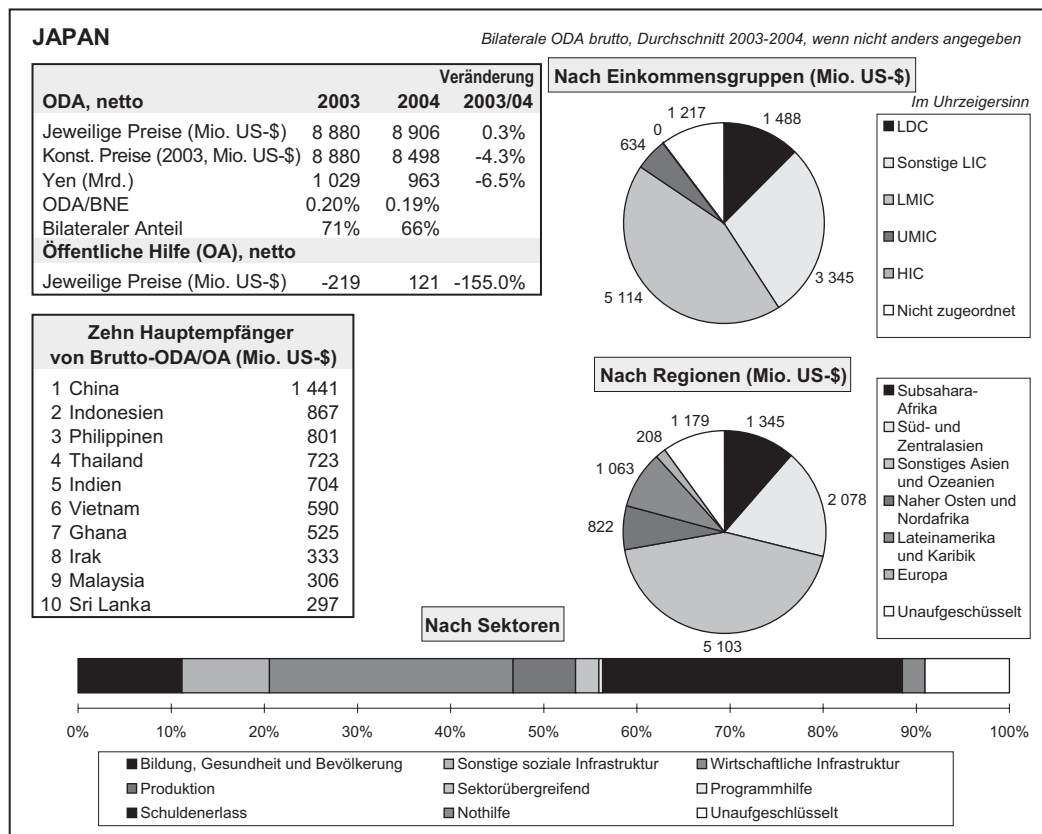 JAPAN
Bilaterale ODA brutto, Durchschnitt 2003-2004, wenn nicht anders angegeben
Veränderung
ODA, netto 2003 2004 2003/04
Jeweilige Preise (Mio. US-$) 8 880 8 906 0.3%
Konst. Preise (2003, Mio. US-$) 8 880 8 498 -4.3%
Yen (Mrd.) 1 029 963 -6.5%
ODA/BNE 0.20% 0.19%
Bilateraler Anteil 71% 66%
Öffentliche Hilfe (OA), netto
Jeweilige Preise (Mio. US-$) -219 121 -155.0%
Zehn Hauptempfänger
von Brutto-ODA/OA (Mio. US-$)
1 China 1 441
2 Indonesien 867
3 Philippinen 801
4 Thailand 723
5 Indien 704
6 Vietnam 590
7 Ghana 525
8 Irak 333
9 Malaysia 306
10 Sri Lanka 297
Nach Einkommensgruppen (Mio. US-$)
Im Uhrzeigersinn
1 217
1 488
0
634
3 345
5 114
LDC
Sonstige LIC
LMIC
UMIC
HIC
Nicht zugeordnet
Nach Regionen (Mio. US-$)
1 179
1 345
208
1 063
2 078
822
5 103
Subsahara-
Afrika
Süd- und
Zentralasien
Sonstiges Asien
und Ozeanien
Naher Osten und
Nordafrika
Lateinamerika
und Karibik
Europa
Unaufgeschüsselt
Nach Sektoren
0% 10% 20% 30% 40% 50% 60% 70% 80% 90% 100%
Bildung, Gesundheit und Bevölkerung Sonstige soziale Infrastruktur Wirtschaftliche Infrastruktur
Produktion Sektorübergreifend Programmhilfe
Schuldenerlass Nothilfe Unaufgeschlüsselt